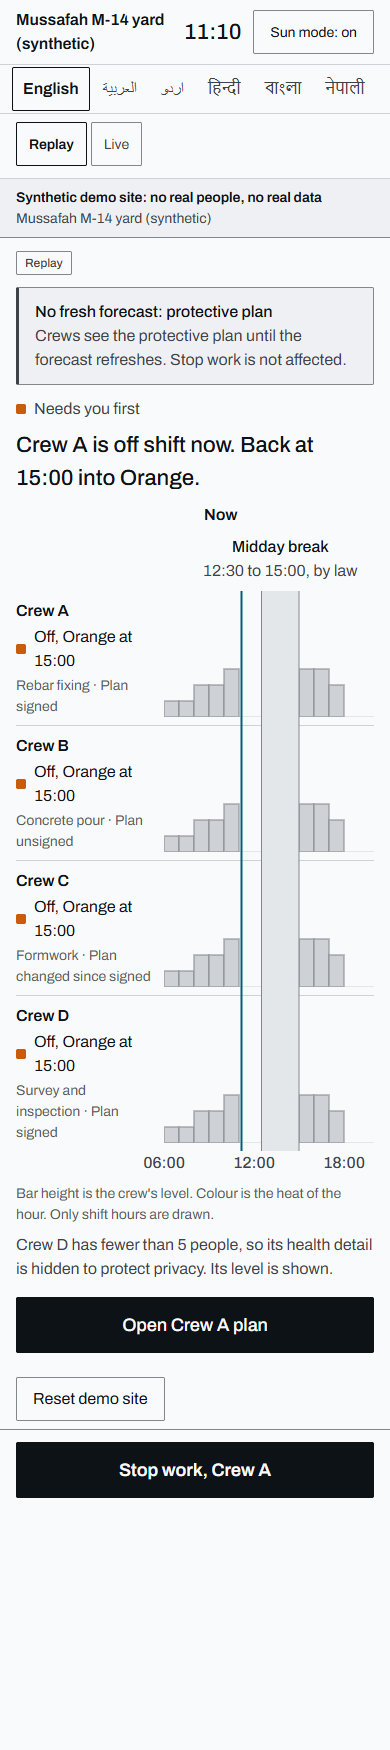 Mussafah M-14 yard
(synthetic)
11:10
Sun mode: on
English
العربية
اردو
हिन्दी
বাংলা
नेपाली
Replay
Live
Synthetic demo site: no real people, no real data
Mussafah M-14 yard (synthetic)
Replay
No fresh forecast: protective plan
Crews see the protective plan until the
forecast refreshes. Stop work is not affected.
Needs you first
Crew A is off shift now. Back at
15:00 into Orange.
Now
Midday break
12:30 to 15:00, by law
Crew A
Off, Orange at
15:00
Rebar fixing · Plan
signed
Crew B
Off, Orange at
15:00
Concrete pour · Plan
unsigned
Crew C
Off, Orange at
15:00
Formwork · Plan
changed since signed
Crew D
Off, Orange at
15:00
Survey and
inspection · Plan
signed
06:00
12:00
18:00
Bar height is the crew's level. Colour is the heat of the
hour. Only shift hours are drawn.
Crew D has fewer than 5 people, so its health detail
is hidden to protect privacy. Its level is shown.
Open Crew A plan
Reset demo site
Stop work, Crew A